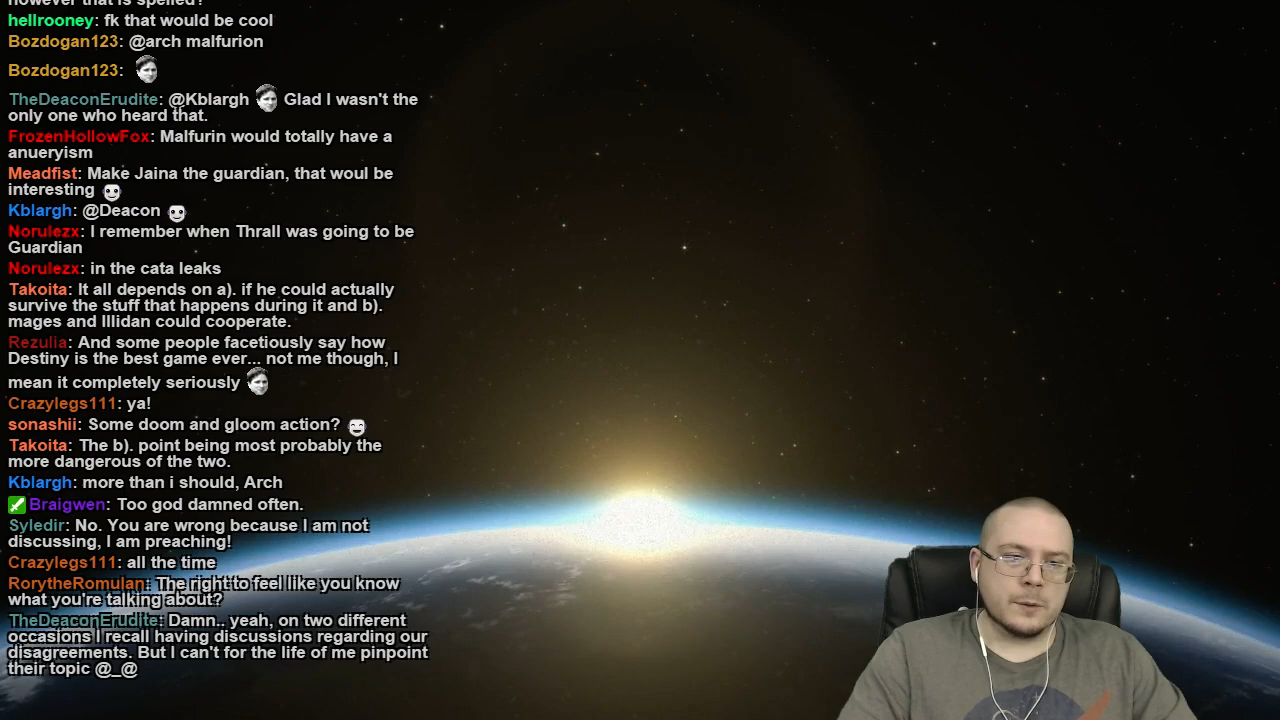 however that is spelled?
hellrooney: fk that would be cool
Bozdogan123: @arch malfurion
Bozdogan123:
TheDeaconErudite: @Kblargh Glad I wasn't the
only one who heard that.
FrozenHollowFox: Malfurin would totally have a
anueryism
Meadfist: Make Jaina the guardian, that woul be
interesting
Kblargh: @Deacon
Norulezx: I remember when Thrall was going to be
Guardian
Norulezx: in the cata leaks
Takoita: It all depends on a). if he could actually
survive the stuff that happens during it and b).
mages and Illidan could cooperate.
Rezulia: And some people facetiously say how
Destiny is the best game ever... not me though, I
mean it completely seriously
Crazylegs111: ya!
sonashii: Some doom and gloom action?
Takoita: The b). point being most probably the
more dangerous of the two.
Kblargh: more than i should, Arch
Braigwen: Too god damned often.
Syledir: No. You are wrong because I am not
discussing, I am preaching!
Crazylegs111: all the time
RorytheRomulan: The right to feel like you know
what you're talking about?
TheDeaconErudite: Damn.. yeah, on two different
occasions I recall having discussions regarding our
disagreements. But I can't for the life of me pinpoint
their topic @_@